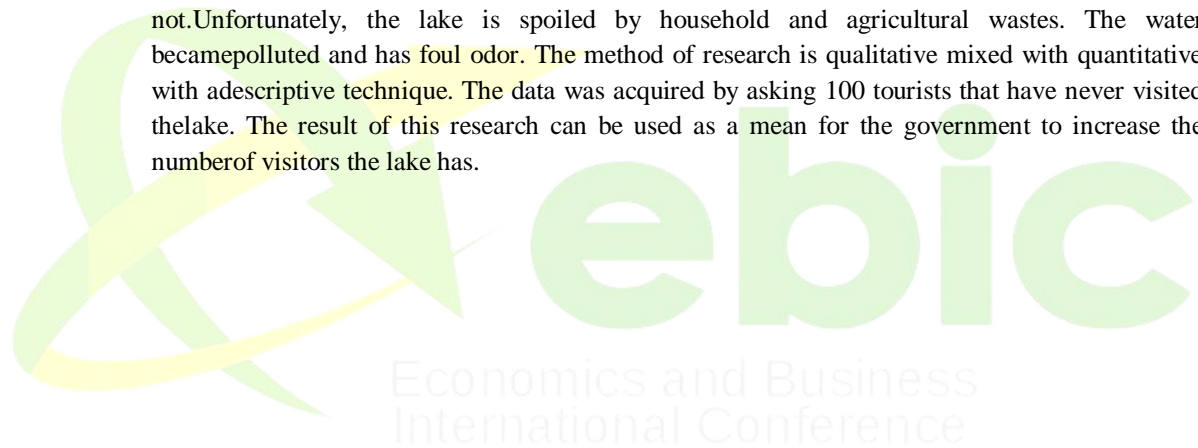 not.Unfortunately, the lake is spoiled by household and agricultural wastes. The water
becamepolluted and has foul odor. The method of research is qualitative mixed with quantitative
with adescriptive technique. The data was acquired by asking 100 tourists that have never visited
thelake. The result of this research can be used as a mean for the government to increase the
numberof visitors the lake has.
ebic
Economics and Business
International Conference